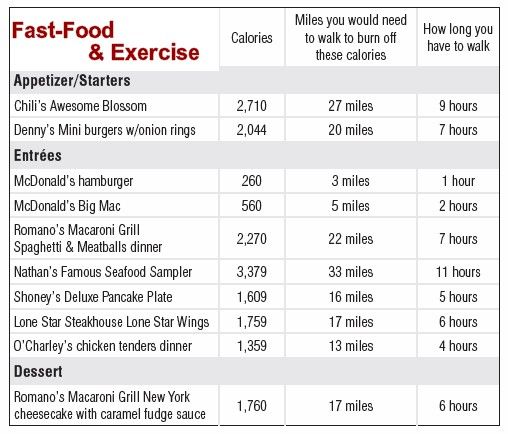 Fast-Food
& Exercise
Calories
Miles you would need
to walk to burn off
these calories
How long you
have to walk
Appetizer/Starters
Chili's Awesome Blossom 2,710 27 miles 9 hours
Denny's Mini burgers w/onion rings 2,044 20 miles 7 hours
Entrées
McDonald's hamburger 260 3 miles 1 hour
McDonald's Big Mac 560 5 miles 2 hours
Romano's Macaroni Grill
Spaghetti & Meatballs dinner 2,270 22 miles 7 hours
Nathan's Famous Seafood Sampler 3,379 33 miles 11 hours
Shoney's Deluxe Pancake Plate 1,609 16 miles 5 hours
Lone Star Steakhouse Lone Star Wings 1,759 17 miles 6 hours
O'Charley's chicken tenders dinner 1,359 13 miles 4 hours
Dessert
Romano's Macaroni Grill New York
cheesecake with caramel fudge sauce 1,760 17 miles 6 hours